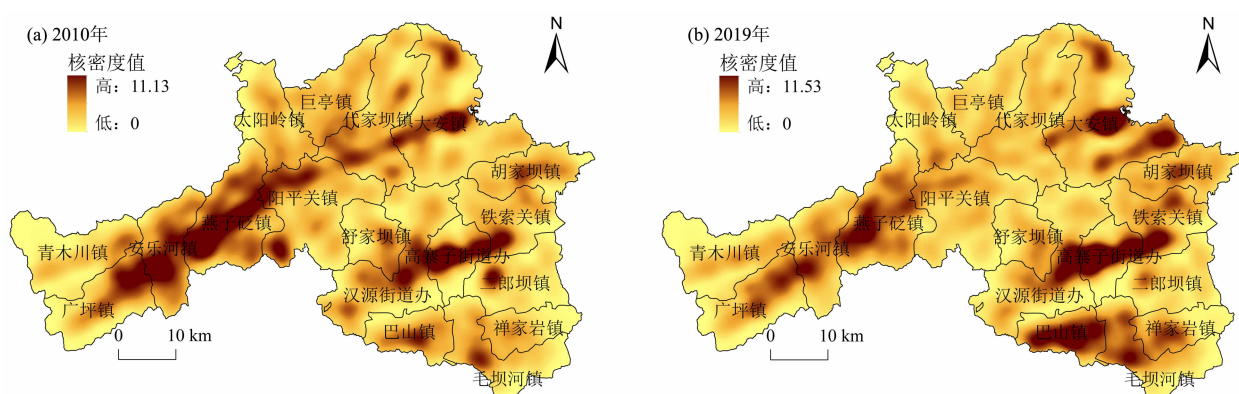 (a) 2010年
核密度值
高：11.13
低：0
N
巨亭镇
太阳岭镇
代家坝镇
大安镇
胡家坝镇
阳平关镇
铁索关镇
燕子砭镇
舒家坝镇
青木川镇
安乐河镇
高寨子街道办
二郎坝镇
汉源街道办
广坪镇
巴山镇
禅家岩镇
毛坝河镇
0 10 km
(b) 2019年
核密度值
高：11.53
低：0
N
巨亭镇
太阳岭镇
代家坝镇
大安镇
胡家坝镇
阳平关镇
铁索关镇
燕子砭镇
舒家坝镇
青木川镇
安乐河镇
高寨子街道办
二郎坝镇
汉源街道办
广坪镇
巴山镇
禅家岩镇
毛坝河镇
0 10 km